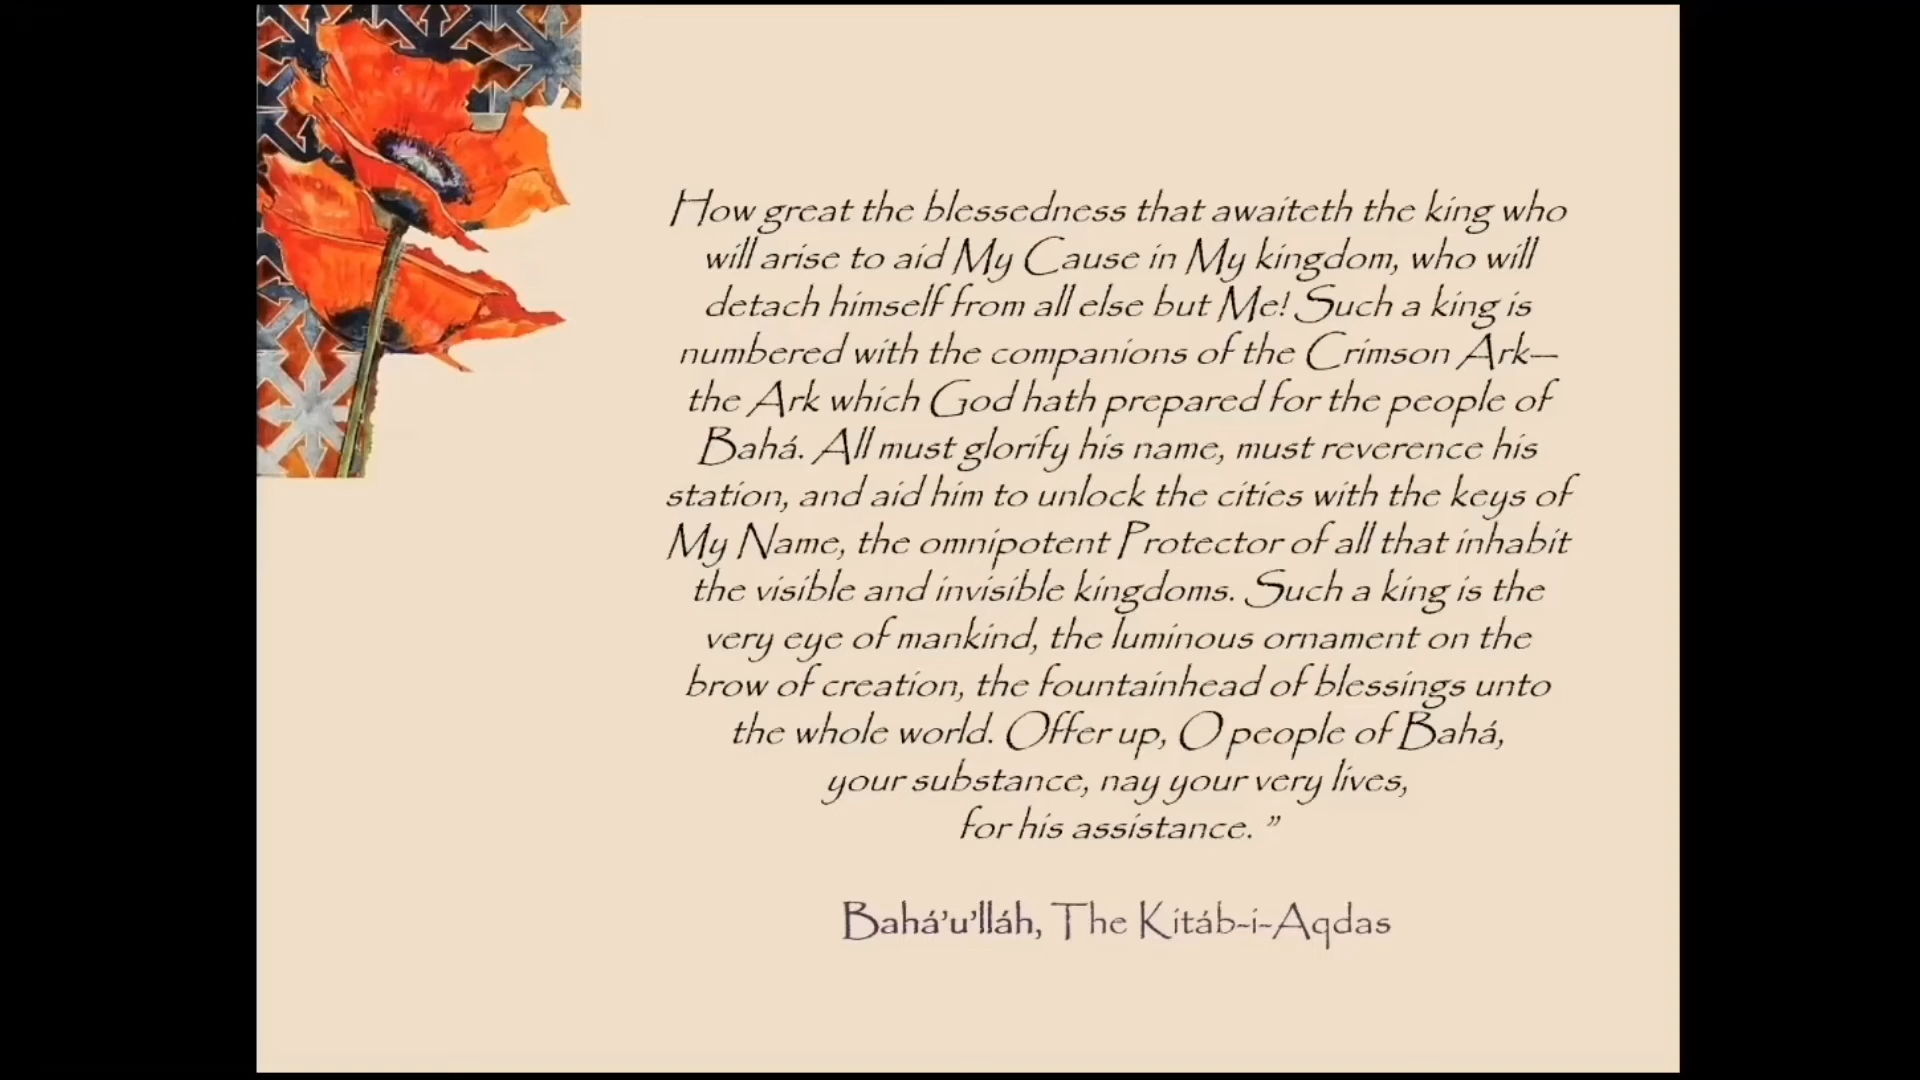 How great the blessedness that awaiteth the king who
will arise to aid My Cause in My kingdom, who will
detach himself from all else but Me! Such a king is
numbered with the companions of the Crimson Ark—
the Ark which God hath prepared for the people of
Bahá. All must glorify his name, must reverence his
station, and aid him to unlock the cities with the keys of
My Name, the omnipotent Protector of all that inhabit
the visible and invisible kingdoms. Such a king is the
very eye of mankind, the luminous ornament on the
brow of creation, the fountainhead of blessings unto
the whole world. Offer up, O people of Bahá,
your substance, nay your very lives,
for his assistance. ”
Bahá’u’lláh, The Kitáb-i-Aqdas